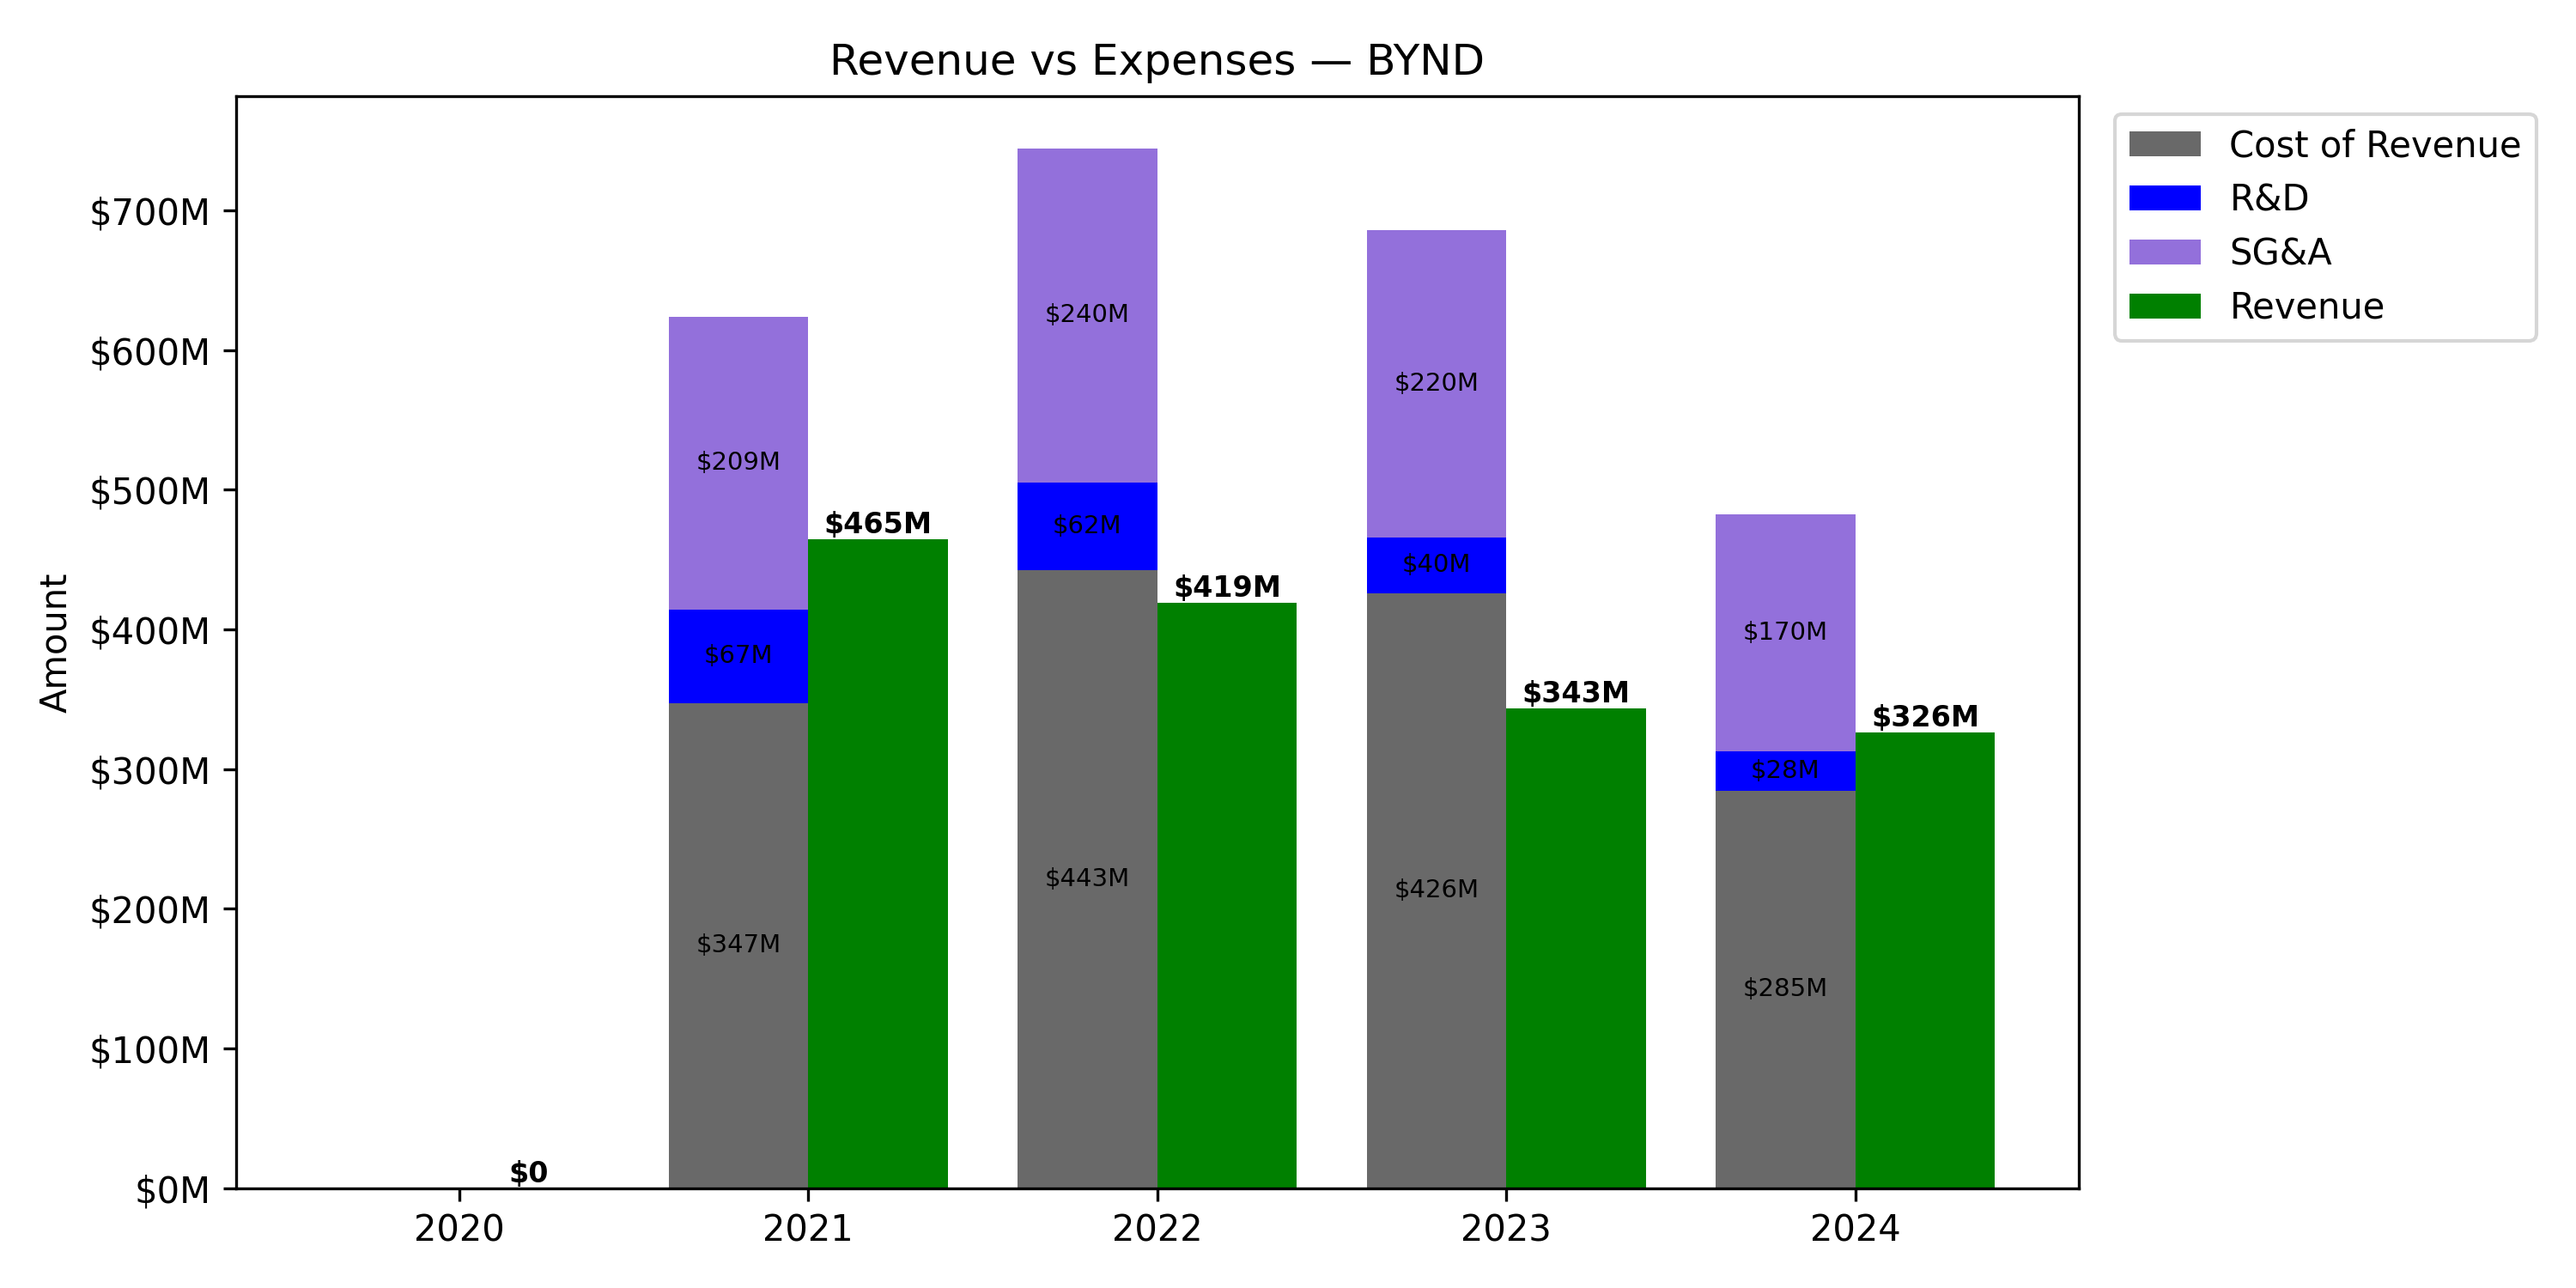 Revenue vs Expenses — BYND
Amount
$700M
$600M
$500M
$400M
$300M
$200M
$100M
$0M
2020
2021
2022
2023
2024
$0
$209M
$67M
$347M
$465M
$240M
$62M
$443M
$419M
$220M
$40M
$426M
$343M
$170M
$28M
$285M
$326M
Cost of Revenue
R&D
SG&A
Revenue